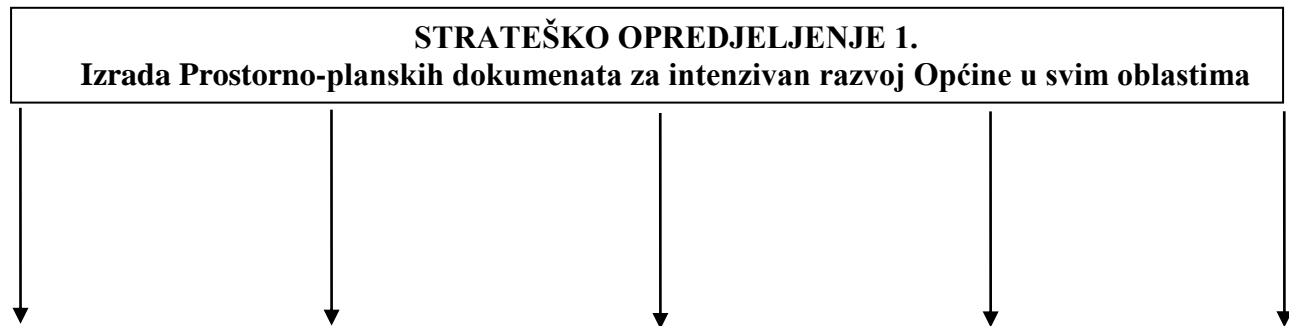 STRATEŠKO OPREDJELJENJE 1.
Izrada Prostorno-planskih dokumenata za intenzivan razvoj Općine u svim oblastima